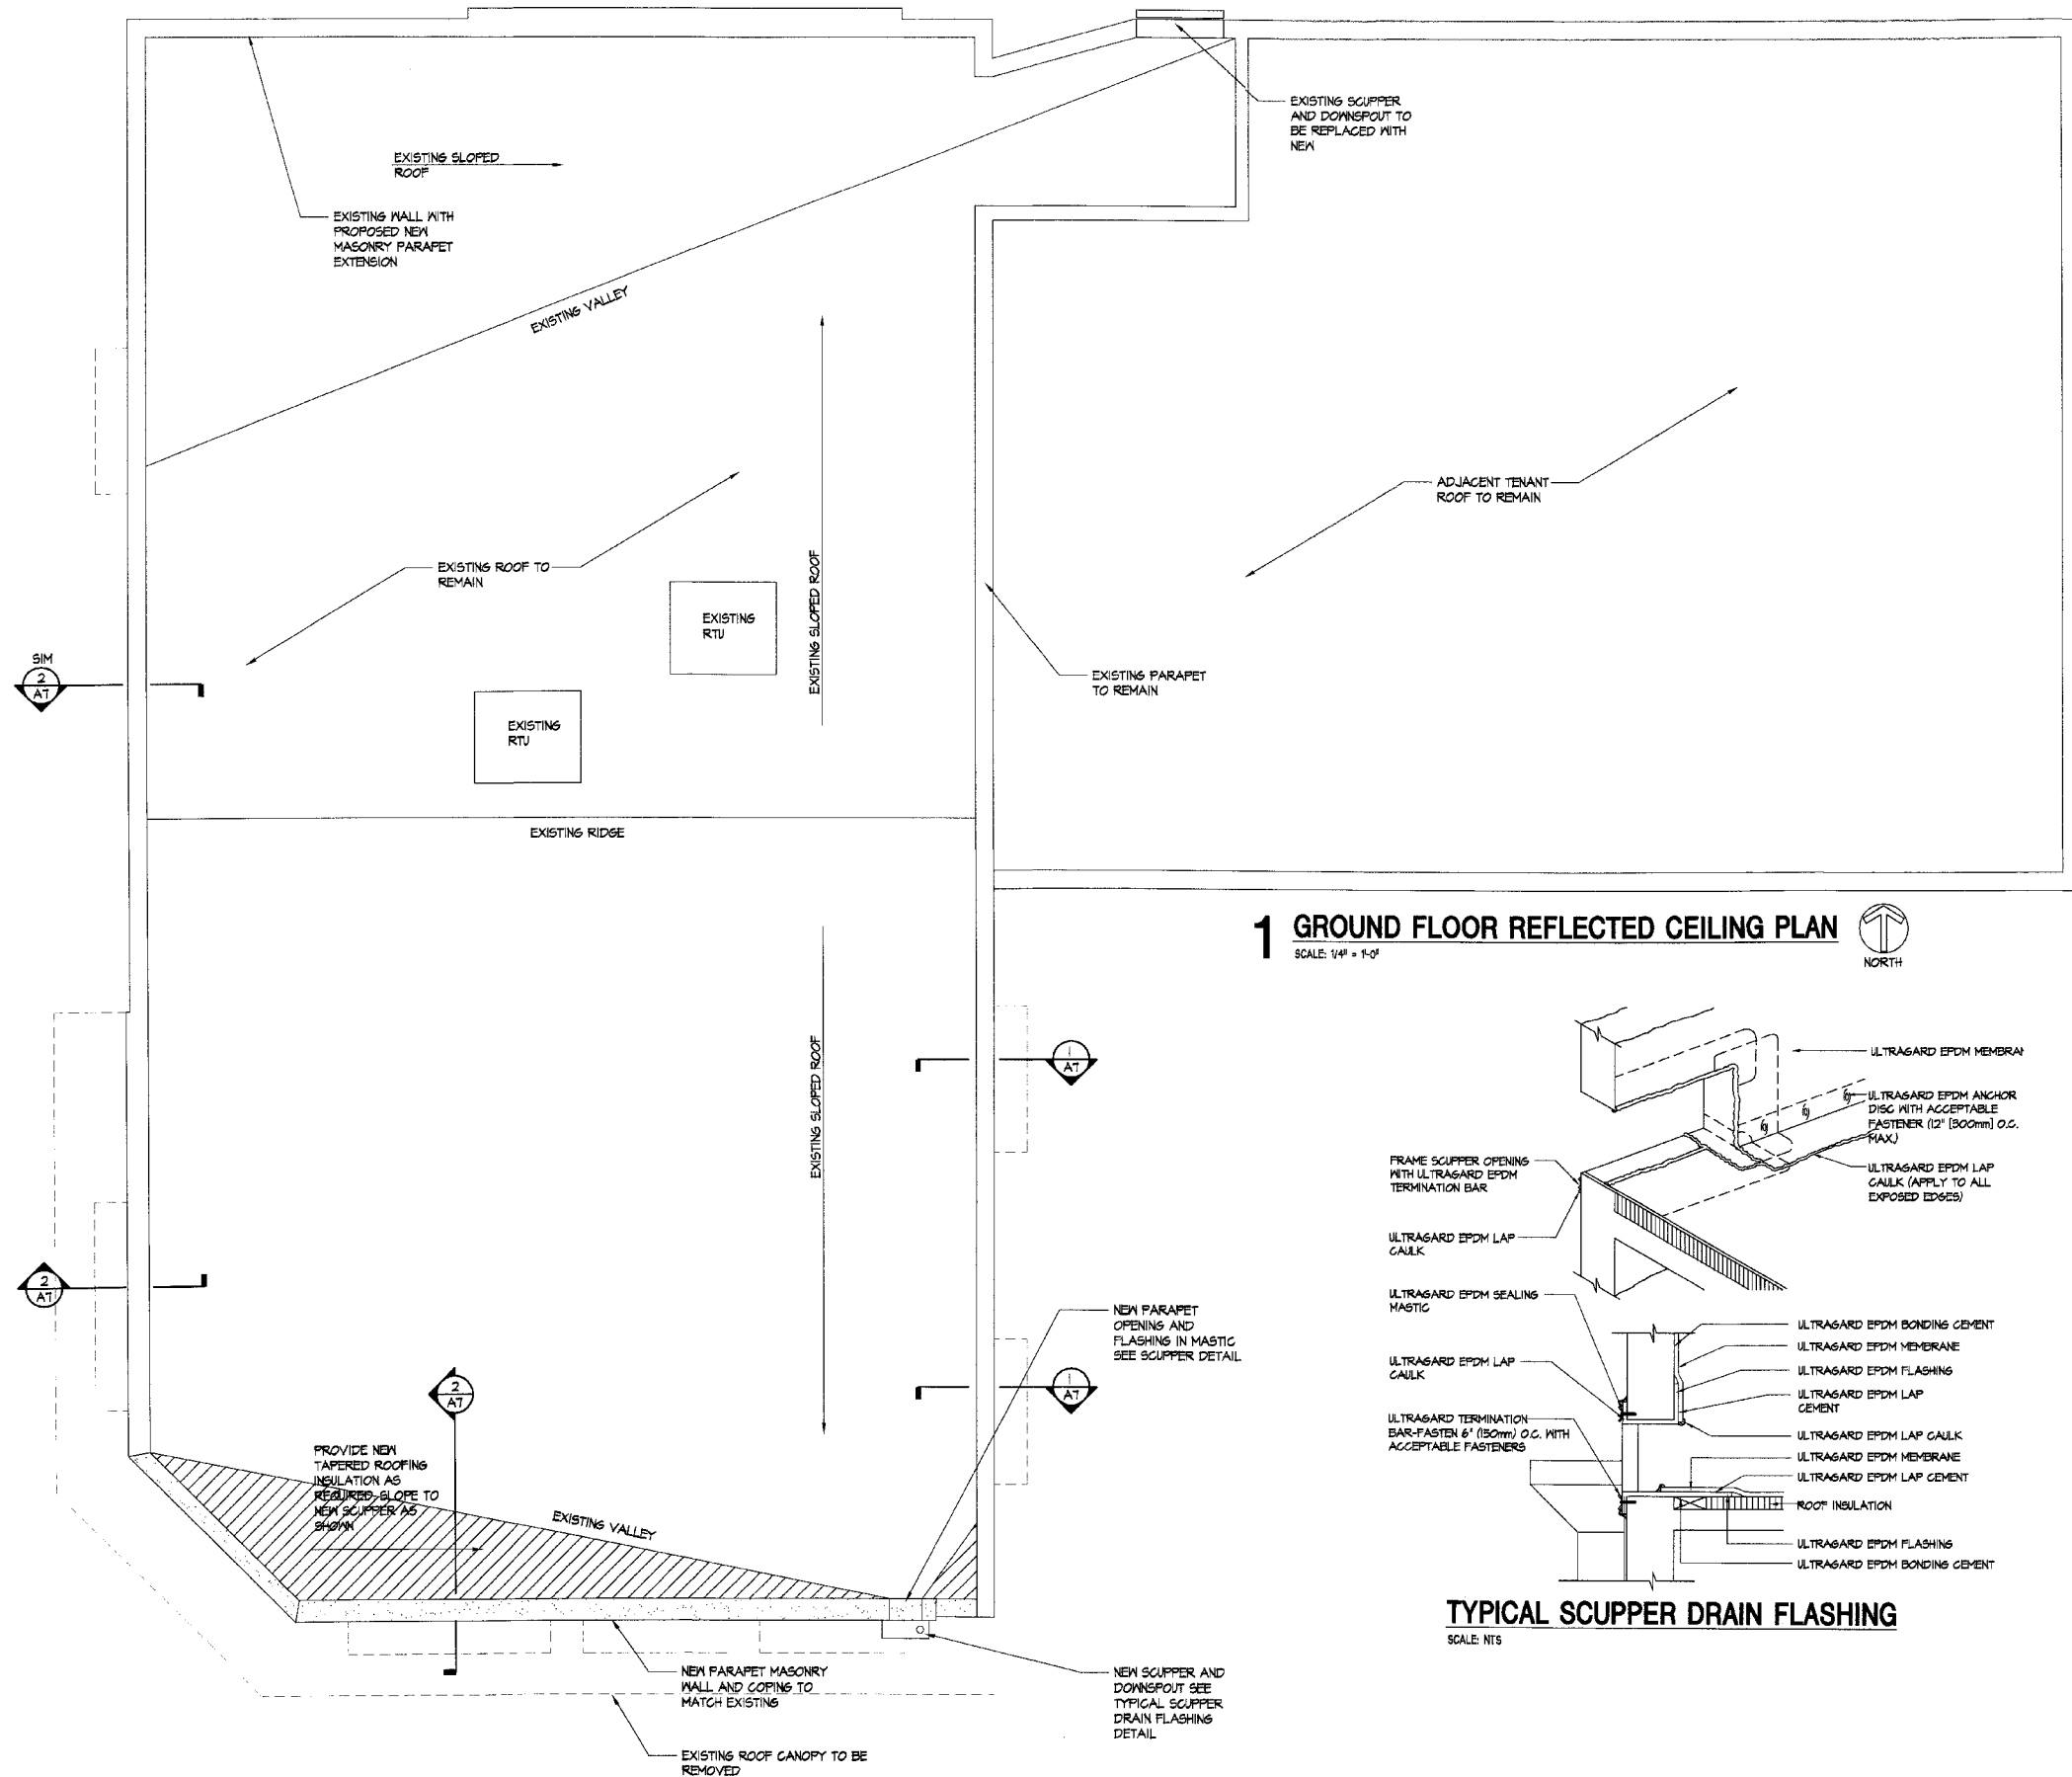 EXISTING SCUPPER
AND DOWNSPOUT TO
BE REPLACED WITH
NEW
EXISTING SLOPED
ROOF
EXISTING WALL WITH
PROPOSED NEW
MASONRY PARAPET
EXTENSION
EXISTING VALLEY
ADJACENT TENANT
ROOF TO REMAIN
EXISTING ROOF TO
REMAIN
EXISTING SLOPED ROOF
EXISTING
RTU
EXISTING
RTU
SIM
2
A7
EXISTING PARAPET
TO REMAIN
EXISTING RIDGE
1 GROUND FLOOR REFLECTED CEILING PLAN
SCALE: 1/4" = 1'-0"
NORTH
EXISTING SLOPED ROOF
1
A7
2
A7
1
A7
2
A7
NEW PARAPET
OPENING AND
FLASHING IN MASTIC
SEE SCUPPER DETAIL
PROVIDE NEW
TAPERED ROOFING
INSULATION AS
REQUIRED-SLOPE TO
NEW SCUPPER AS
SHOWN
EXISTING VALLEY
NEW PARAPET MASONRY
WALL AND COPING TO
MATCH EXISTING
EXISTING ROOF CANOPY TO BE
REMOVED
NEW SCUPPER AND
DOWNSPOUT SEE
TYPICAL SCUPPER
DRAIN FLASHING
DETAIL
ULTRAGARD EPDM MEMBRAN
ULTRAGARD EPDM ANCHOR
DISC WITH ACCEPTABLE
FASTENER (12" [300mm] O.C.
MAX.)
ULTRAGARD EPDM LAP
CAULK (APPLY TO ALL
EXPOSED EDGES)
FRAME SCUPPER OPENING
WITH ULTRAGARD EPDM
TERMINATION BAR
ULTRAGARD EPDM LAP
CAULK
ULTRAGARD EPDM SEALING
MASTIC
ULTRAGARD EPDM LAP
CAULK
ULTRAGARD TERMINATION
BAR-FASTEN 6" (150mm) O.C. WITH
ACCEPTABLE FASTENERS
ULTRAGARD EPDM BONDING CEMENT
ULTRAGARD EPDM MEMBRANE
ULTRAGARD EPDM FLASHING
ULTRAGARD EPDM LAP
CEMENT
ULTRAGARD EPDM LAP CAULK
ULTRAGARD EPDM MEMBRANE
ULTRAGARD EPDM LAP CEMENT
ROOF INSULATION
ULTRAGARD EPDM FLASHING
ULTRAGARD EPDM BONDING CEMENT
TYPICAL SCUPPER DRAIN FLASHING
SCALE: NTS